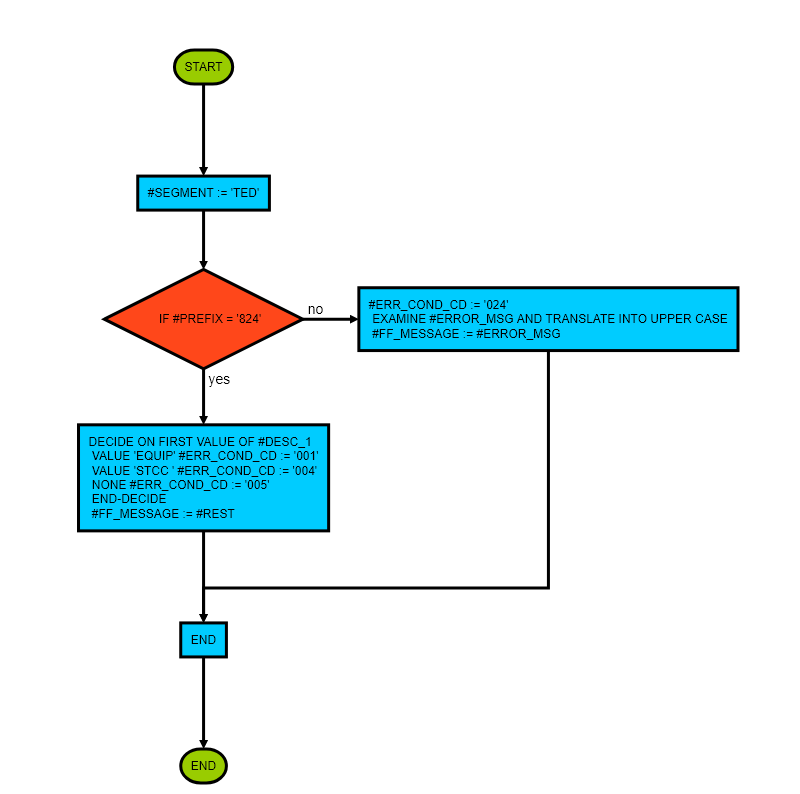 START
#SEGMENT := 'TED'
IF #PREFIX = '824'
no
#ERR_COND_CD := '024'
EXAMINE #ERROR_MSG AND TRANSLATE INTO UPPER CASE
#FF_MESSAGE := #ERROR_MSG
yes
DECIDE ON FIRST VALUE OF #DESC_1
VALUE 'EQUIP' #ERR_COND_CD := '001'
VALUE 'STCC ' #ERR_COND_CD := '004'
NONE #ERR_COND_CD := '005'
END-DECIDE
#FF_MESSAGE := #REST
END
END